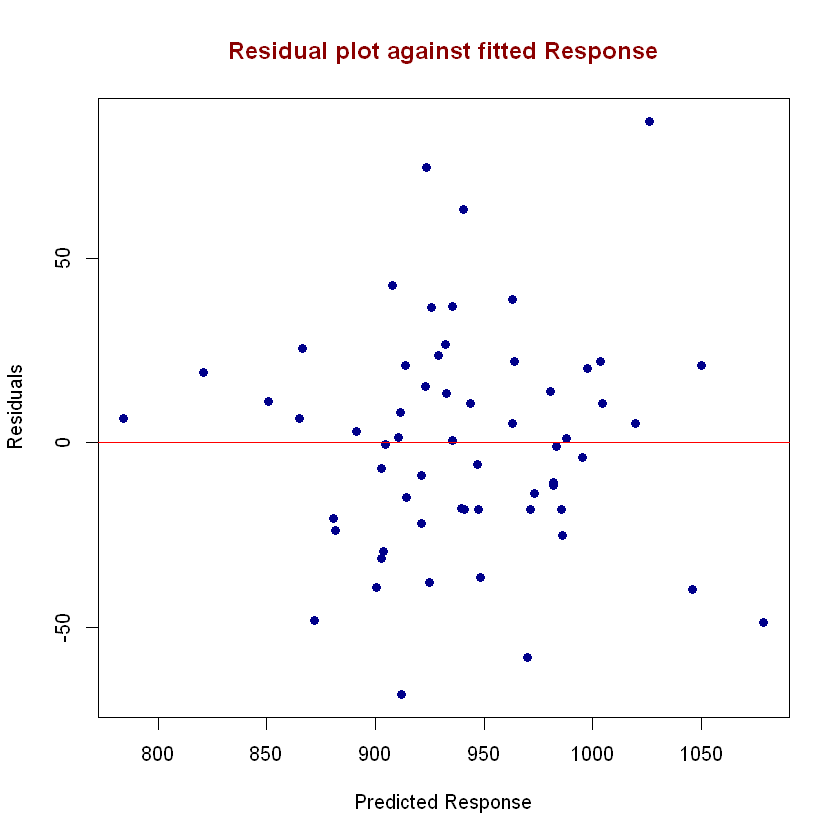 Residual plot against fitted Response
50
0
-50
Residuals
800 850 900 950 1000 1050
Predicted Response